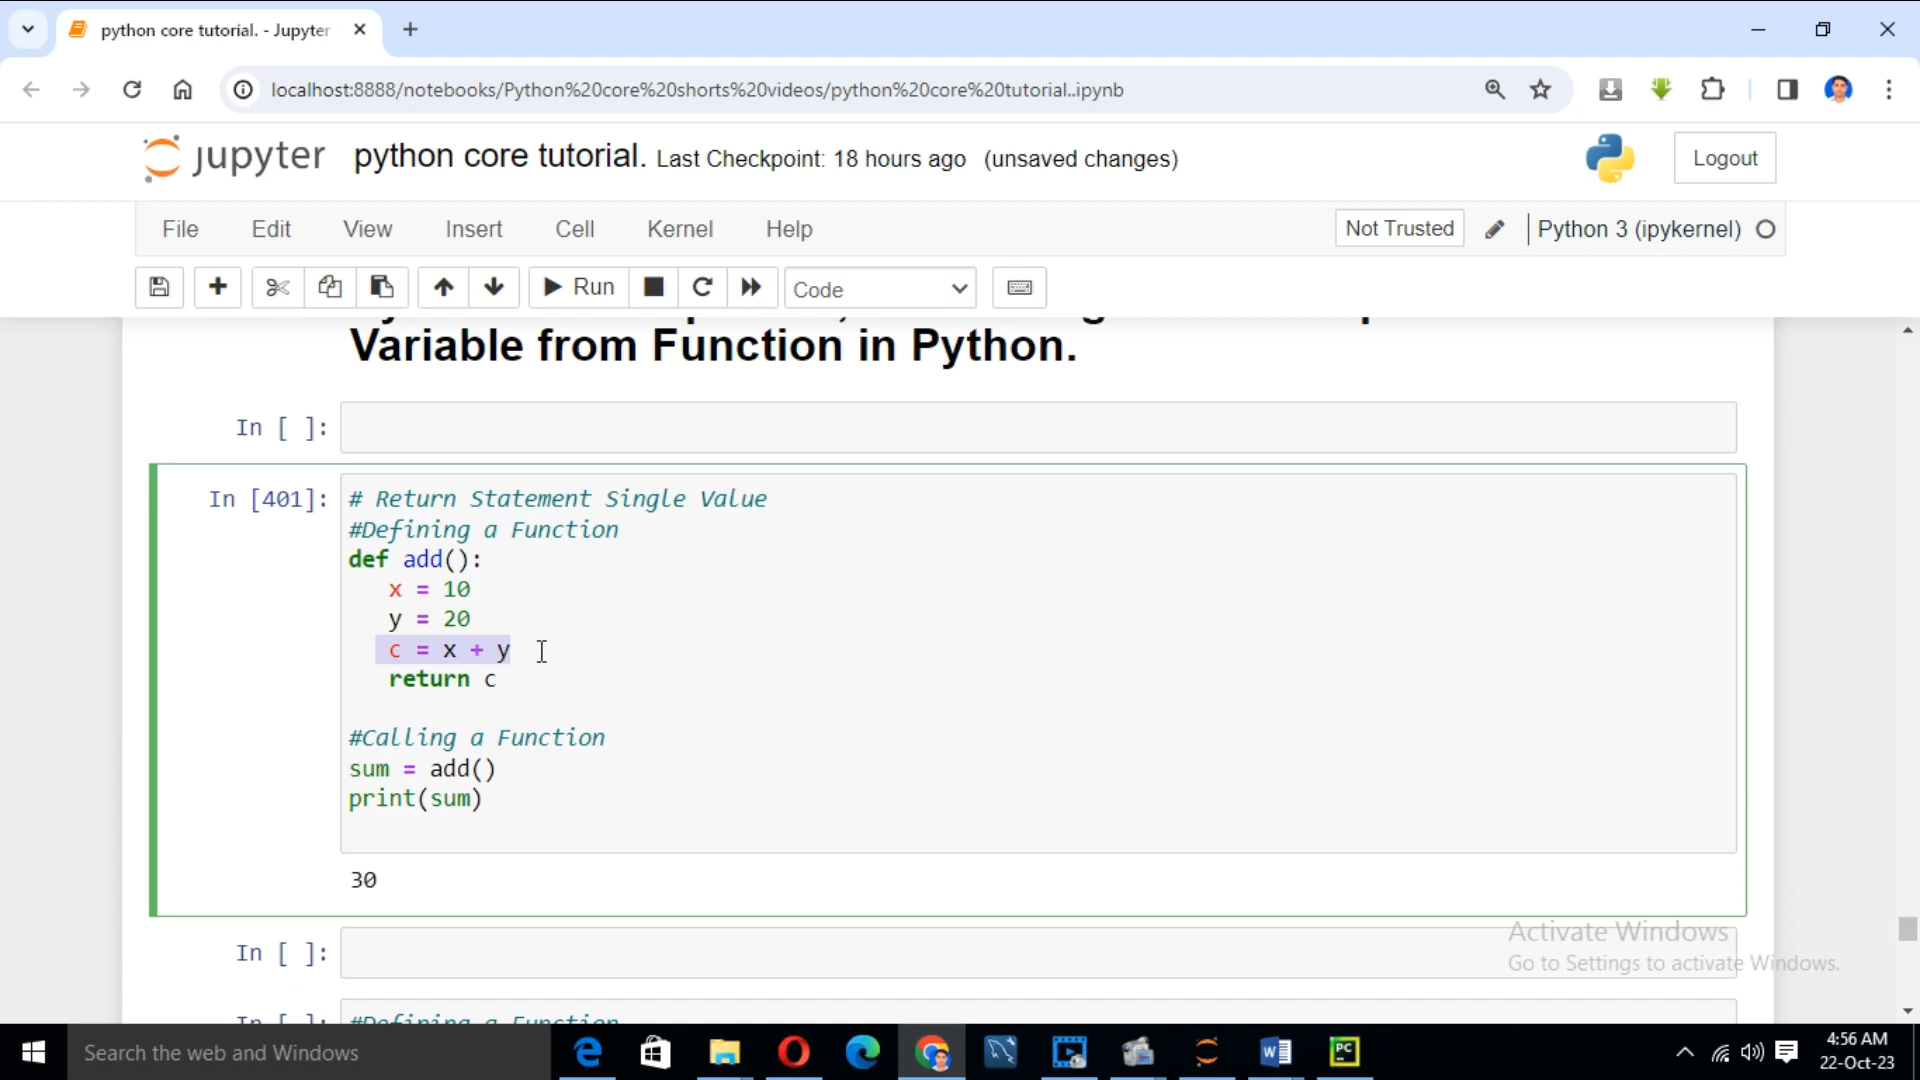 python core tutorial. - Jupyter
localhost:8888/notebooks/Python%20core%20shorts%20videos/python%20core%20tutorial..ipynb
jupyter python core tutorial. Last Checkpoint: 18 hours ago (unsaved changes)
Logout
File Edit View Insert Cell Kernel Help
Not Trusted Python 3 (ipykernel)
Run Code
Variable from Function in Python.
In [ ]:
In [401]:
# Return Statement Single Value
#Defining a Function
def add():
x = 10
y = 20
c = x + y
return c
#Calling a Function
sum = add()
print(sum)
30
In [ ]:
Activate Windows
Go to Settings to activate Windows.
In [ ]: #Defining a Function
Search the web and Windows
4:56 AM
22-Oct-23